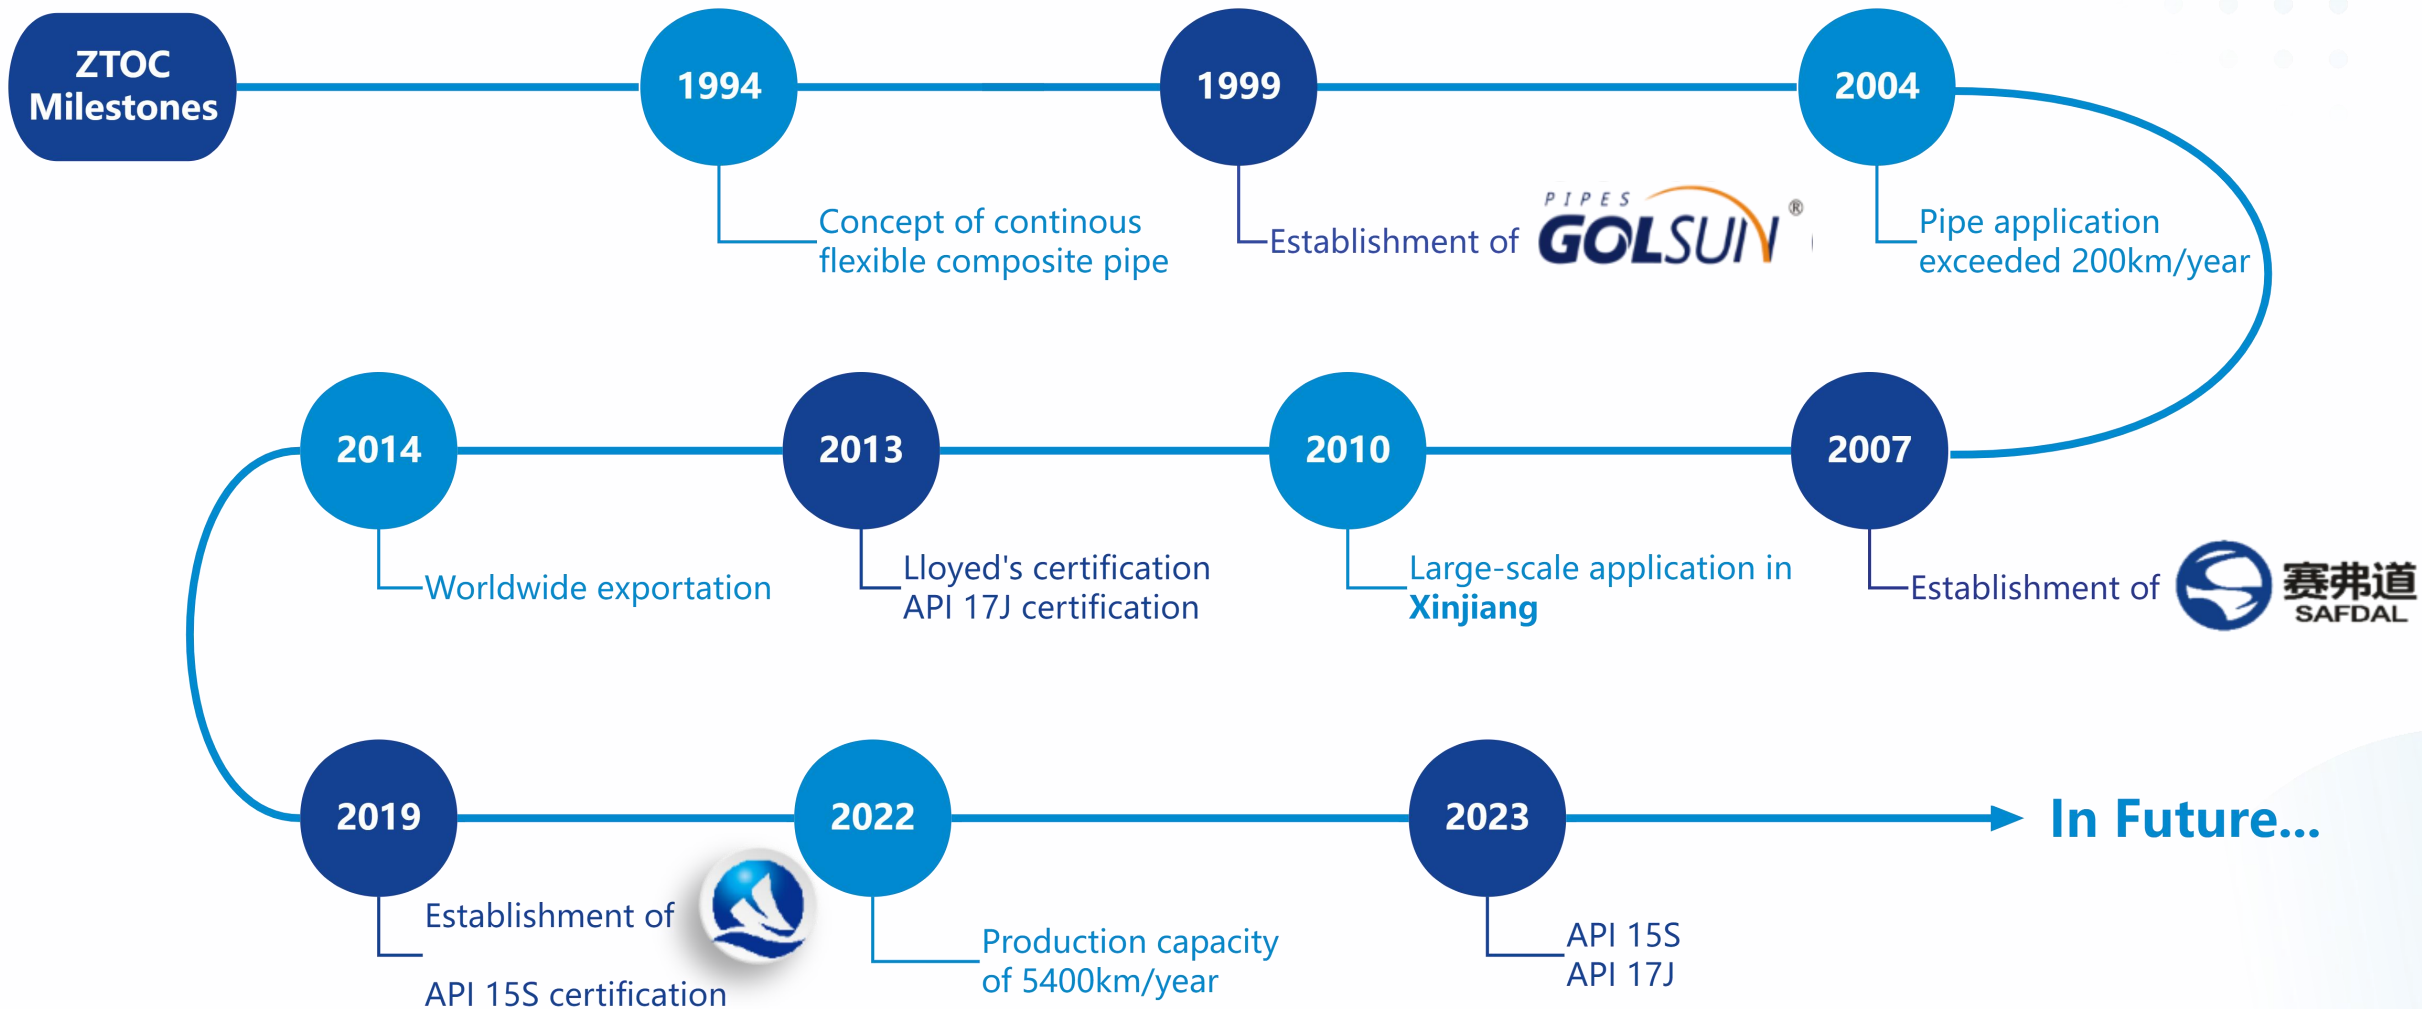 ZTOC
Milestones
1994
1999
2004
Concept of continous
flexible composite pipe
Establishment of
PIPES
GOLSUN ®
Pipe application
exceeded 200km/year
2014
2013
2010
2007
Worldwide exportation
Lloyed's certification
API 17J certification
Large-scale application in
Xinjiang
Establishment of
赛弗道
SAFDAL
2019
2022
2023
In Future...
Establishment of
API 15S certification
Production capacity
of 5400km/year
API 15S
API 17J